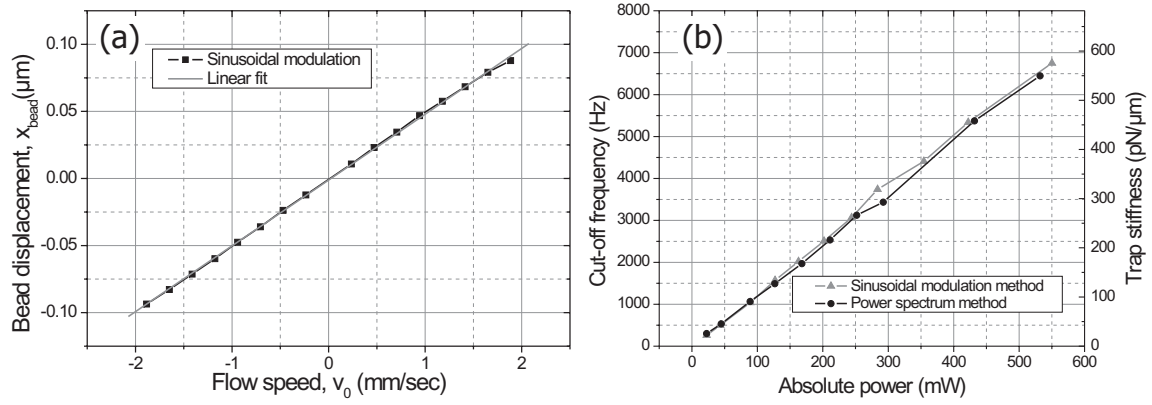 (a)
Sinusoidal modulation
Linear fit
0.10
0.05
0.00
-0.05
-0.10
Bead displacement, x_bead(μm)
-2 -1 0 1 2
Flow speed, v_0 (mm/sec)
(b)
8000
7000
6000
5000
4000
3000
2000
1000
0
Cut-off frequency (Hz)
600
500
400
300
200
100
0
Trap stiffness (pN/μm)
Sinusoidal modulation method
Power spectrum method
0 100 200 300 400 500 600
Absolute power (mW)